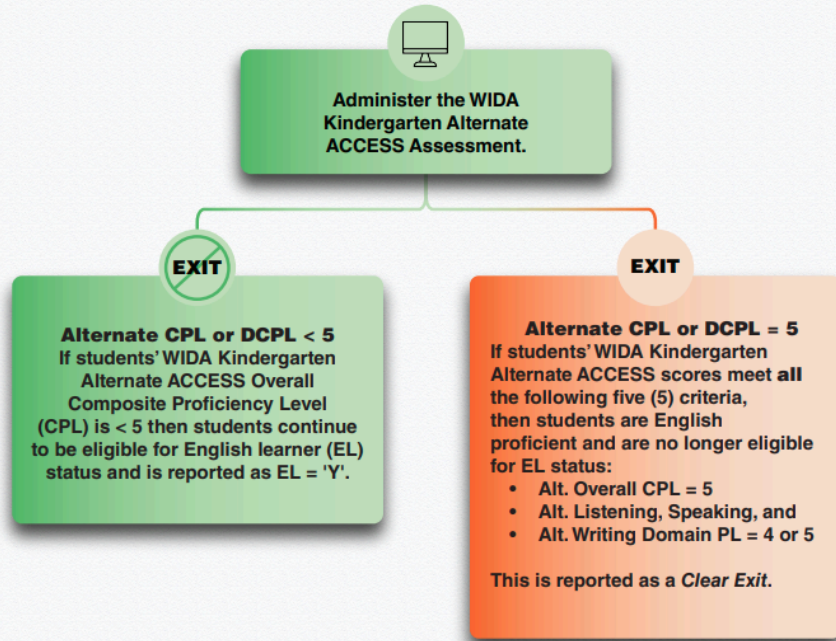 Administer the WIDA
Kindergarten Alternate
ACCESS Assessment.
EXIT
Alternate CPL or DCPL < 5
If students' WIDA Kindergarten
Alternate ACCESS Overall
Composite Proficiency Level
(CPL) is < 5 then students continue
to be eligible for English learner (EL)
status and is reported as EL = 'Y'.
EXIT
Alternate CPL or DCPL = 5
If students' WIDA Kindergarten
Alternate ACCESS scores meet all
the following five (5) criteria,
then students are English
proficient and are no longer eligible
for EL status:
• Alt. Overall CPL = 5
• Alt. Listening, Speaking, and
• Alt. Writing Domain PL = 4 or 5
This is reported as a Clear Exit.